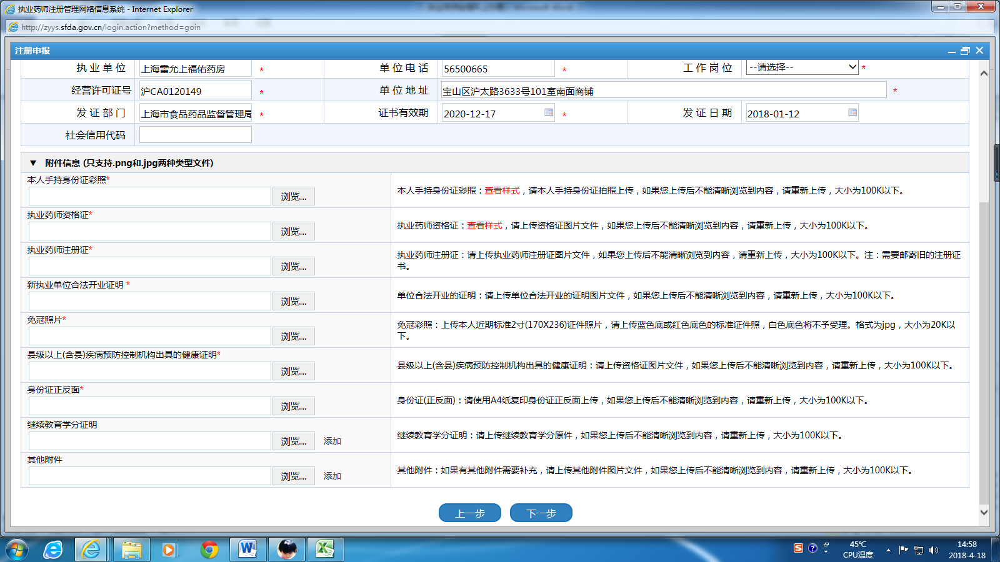 执业药师注册管理网络信息系统 - Internet Explorer
http://zyys.sfda.gov.cn/login.action?method=goin
注册申报
执 业 单 位 上海雷允上福佑药房 * 单 位 电 话 56500665 * 工 作 岗 位 --请选择-- *
经营许可证号 沪CA0120149 * 单 位 地 址 宝山区沪太路3633号101室南面商铺 *
发 证 部 门 上海市食品药品监督管理局 * 证书有效期 2020-12-17 * 发 证 日 期 2018-01-12
社会信用代码
▼ 附件信息 (只支持.png和.jpg两种类型文件)
本人手持身份证彩照*
浏览...
本人手持身份证彩照：查看样式，请本人手持身份证拍照上传，如果您上传后不能清晰浏览到内容，请重新上传，大小为100K以下。
执业药师资格证*
浏览...
执业药师资格证：查看样式，请上传资格证图片文件，如果您上传后不能清晰浏览到内容，请重新上传，大小为100K以下。
执业药师注册证*
浏览...
执业药师注册证：请上传执业药师注册证图片文件，如果您上传后不能清晰浏览到内容，请重新上传，大小为100K以下。注：需要邮寄旧的注册证
书。
新执业单位合法开业证明 *
浏览...
单位合法开业的证明：请上传单位合法开业的证明图片文件，如果您上传后不能清晰浏览到内容，请重新上传，大小为100K以下。
免冠照片*
浏览...
免冠彩照：上传本人近期标准2寸(170X236)证件照片，请上传蓝色底或红色底色的标准证件照，白色底色将不予受理。格式为jpg，大小为20K以
下。
县级以上(含县)疾病预防控制机构出具的健康证明*
浏览...
县级以上(含县)疾病预防控制机构出具的健康证明：请上传资格证图片文件，如果您上传后不能清晰浏览到内容，请重新上传，大小为100K以下。
身份证正反面*
浏览...
身份证(正反面)：请使用A4纸复印身份证正反面上传，如果您上传后不能清晰浏览到内容，请重新上传，大小为100K以下。
继续教育学分证明
浏览... 添加
继续教育学分证明：请上传继续教育学分原件，如果您上传后不能清晰浏览到内容，请重新上传，大小为100K以下。
其他附件
浏览... 添加
其他附件：如果有其他附件需要补充，请上传其他附件图片文件，如果您上传后不能清晰浏览到内容，请重新上传，大小为100K以下。
上一步 下一步
45℃
CPU温度
14:58
2018-4-18